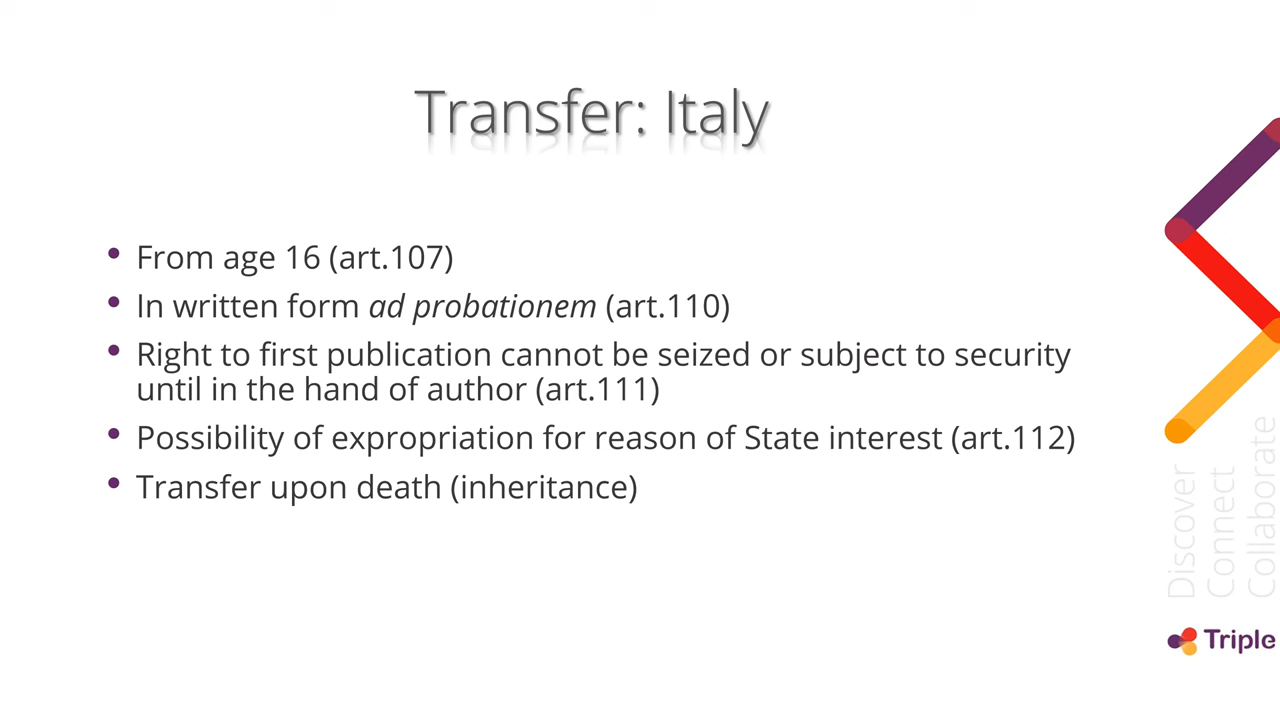 Transfer: Italy
• From age 16 (art.107)
• In written form ad probationem (art.110)
• Right to first publication cannot be seized or subject to security
until in the hand of author (art.111)
• Possibility of expropriation for reason of State interest (art.112)
• Transfer upon death (inheritance)
Discover
Connect
Collaborate
Triple